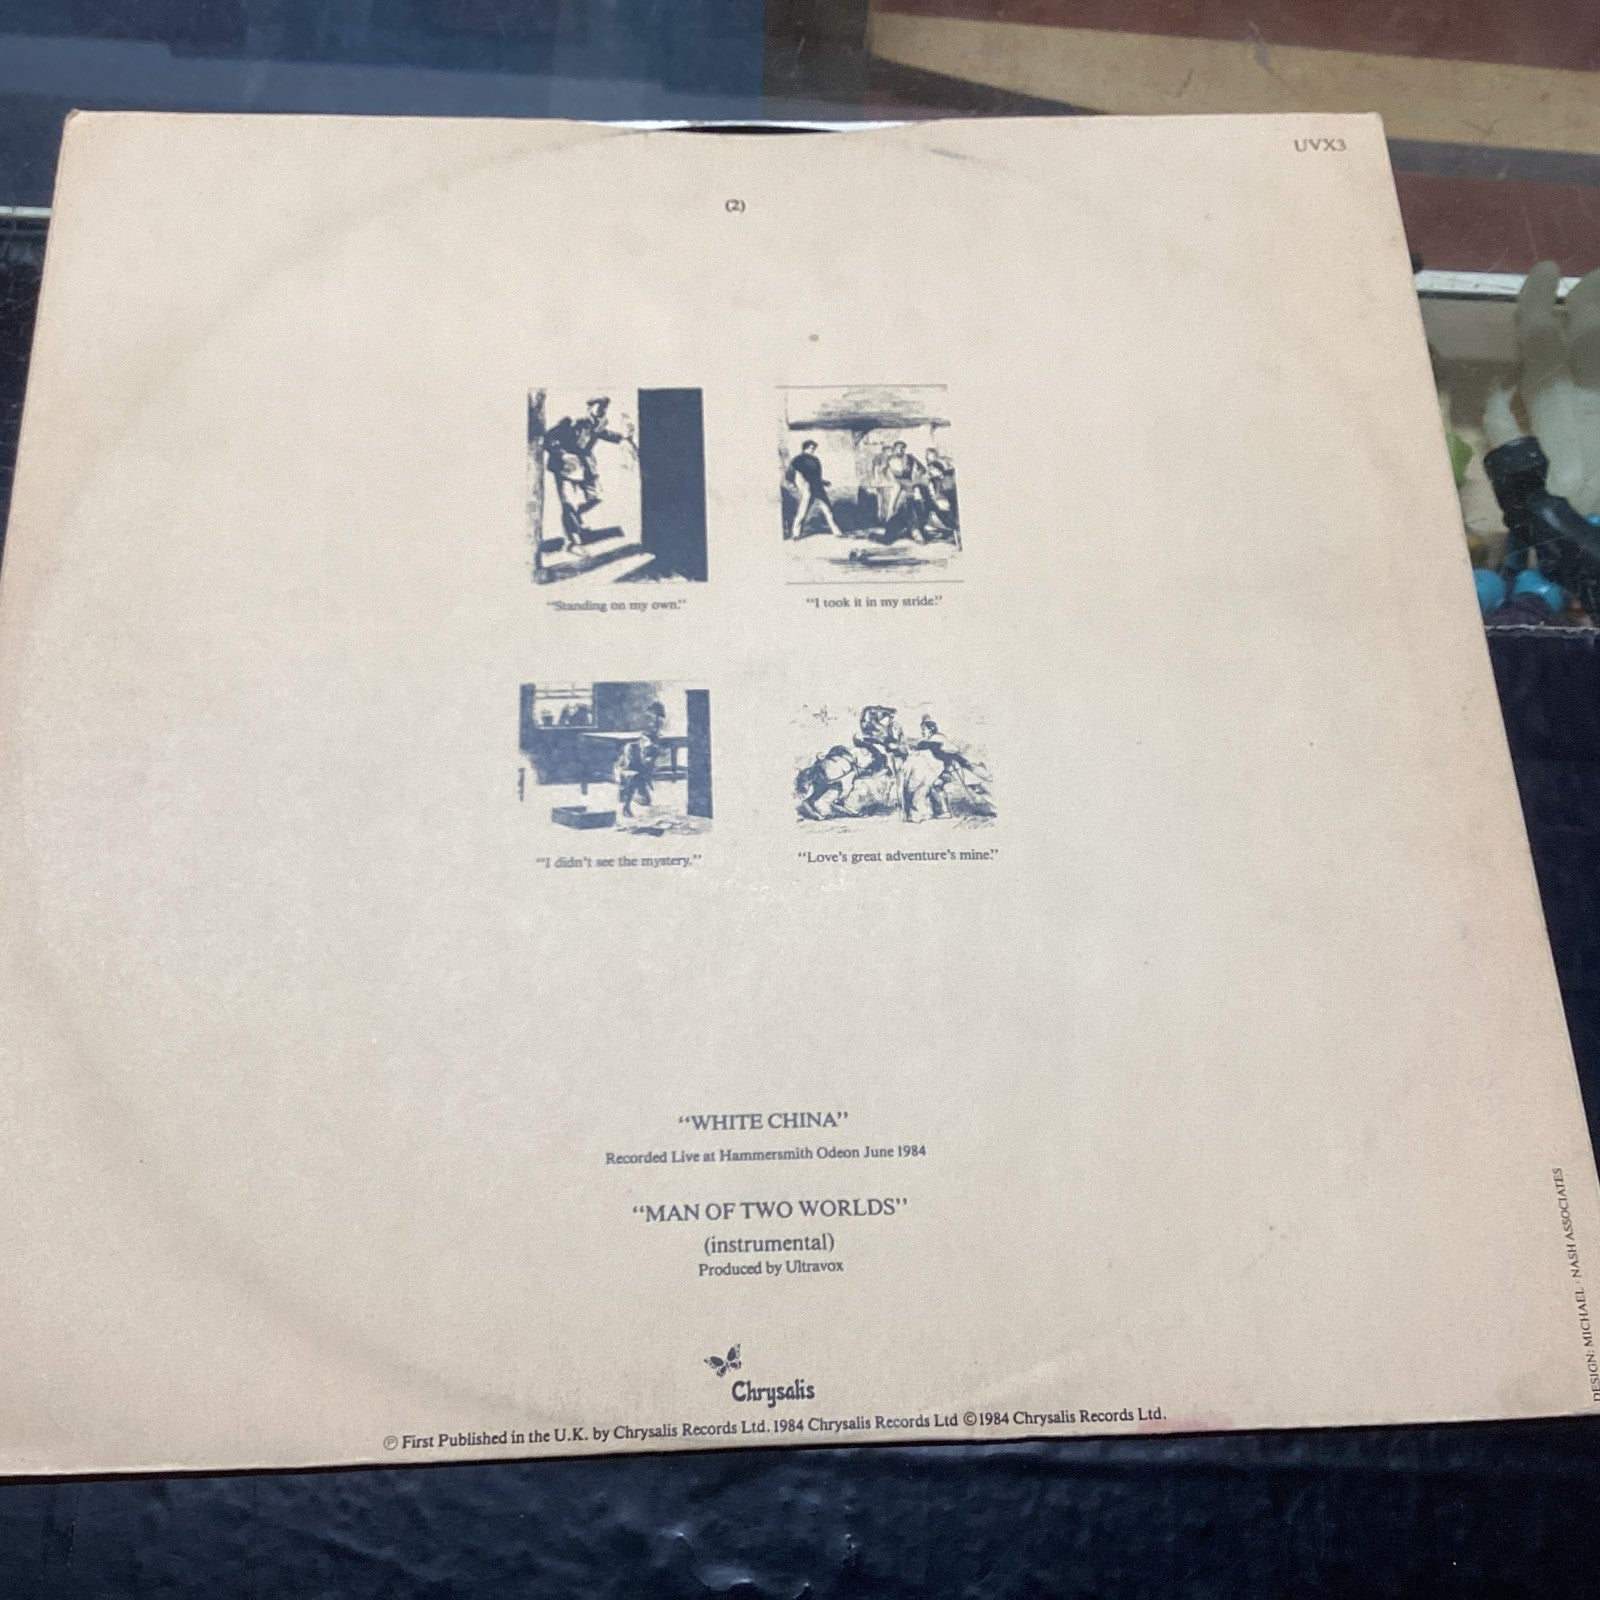 UVX3
(2)
"Standing on my own."
"I took it in my stride."
"I didn't see the mystery."
"Love's great adventure's mine."
"WHITE CHINA"
Recorded Live at Hammersmith Odeon June 1984
"MAN OF TWO WORLDS"
(instrumental)
Produced by Ultravox
Chrysalis
℗ First Published in the U.K. by Chrysalis Records Ltd. 1984 Chrysalis Records Ltd ©1984 Chrysalis Records Ltd.
DESIGN: MICHAEL · NASH ASSOCIATES